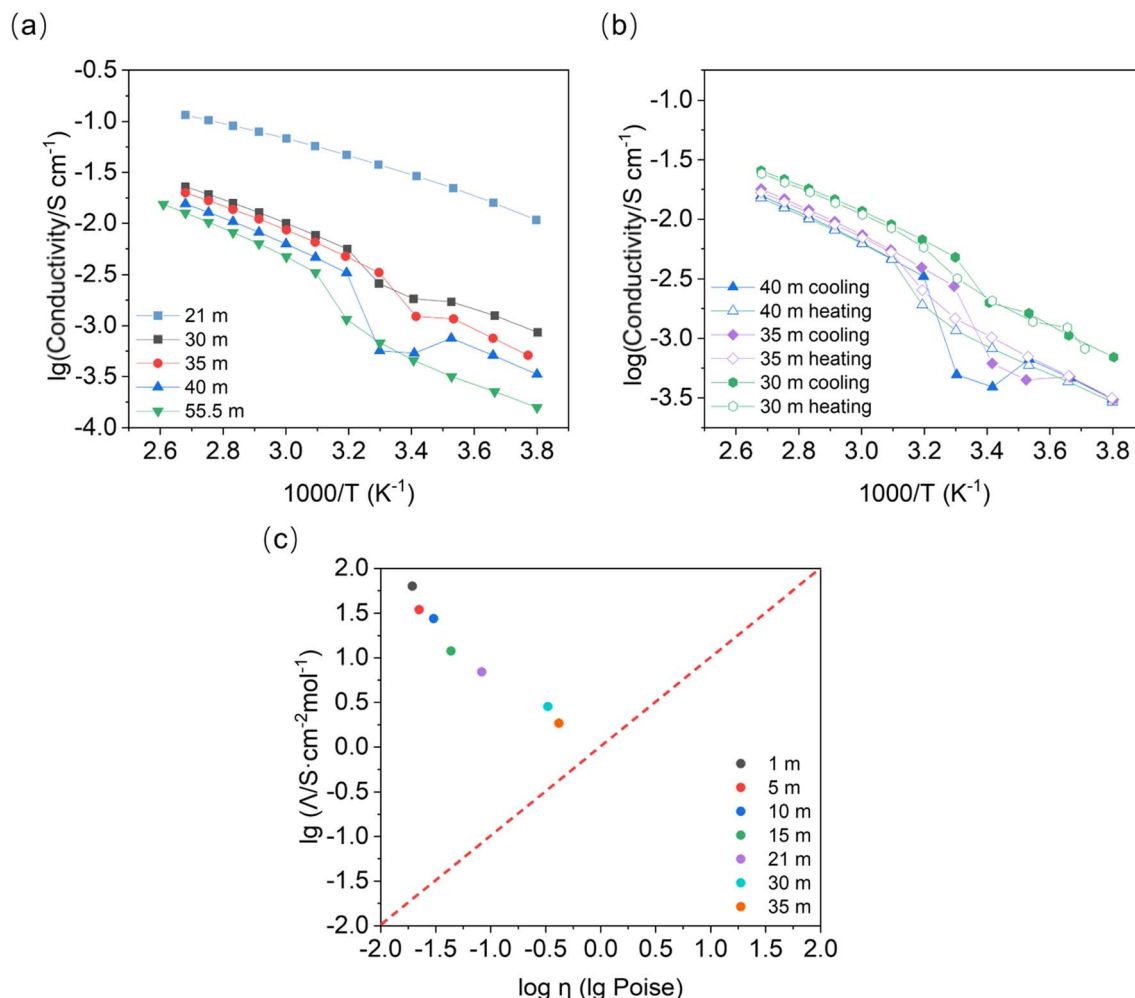 (a)
-0.5
-1.0
-1.5
-2.0
-2.5
-3.0
-3.5
-4.0
lg(Conductivity/S cm⁻¹)
21 m
30 m
35 m
40 m
55.5 m
2.6 2.8 3.0 3.2 3.4 3.6 3.8
1000/T (K⁻¹)
(b)
-1.0
-1.5
-2.0
-2.5
-3.0
-3.5
log(Conductivity/S cm⁻¹)
40 m cooling
40 m heating
35 m cooling
35 m heating
30 m cooling
30 m heating
2.6 2.8 3.0 3.2 3.4 3.6 3.8
1000/T (K⁻¹)
(c)
2.0
1.5
1.0
0.5
0.0
-0.5
-1.0
-1.5
-2.0
lg (Λ/S·cm⁻²mol⁻¹)
1 m
5 m
10 m
15 m
21 m
30 m
35 m
-2.0 -1.5 -1.0 -0.5 0.0 0.5 1.0 1.5 2.0
log η (lg Poise)